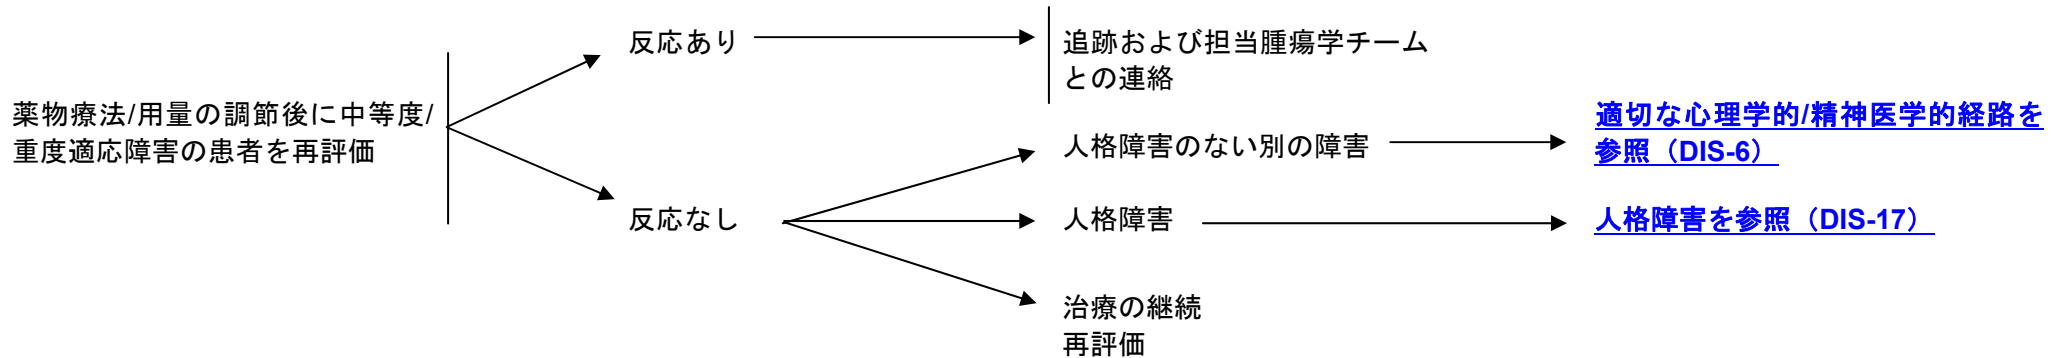 薬物療法/用量の調節後に中等度/
重度適応障害の患者を再評価
反応あり
追跡および担当腫瘍学チーム
との連絡
反応なし
人格障害のない別の障害
適切な心理学的/精神医学的経路を
参照（DIS-6）
人格障害
人格障害を参照（DIS-17）
治療の継続
再評価